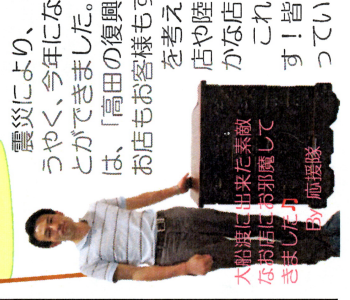 震災により、
うやく、今年にな
とができました。
は、「高田の復興
お店もお客様もす
を考え
店や陸
かな店
これ
す！皆
ってい
大船渡に出来た素敵
なお店にお邪魔して
きました♪
By 応援隊